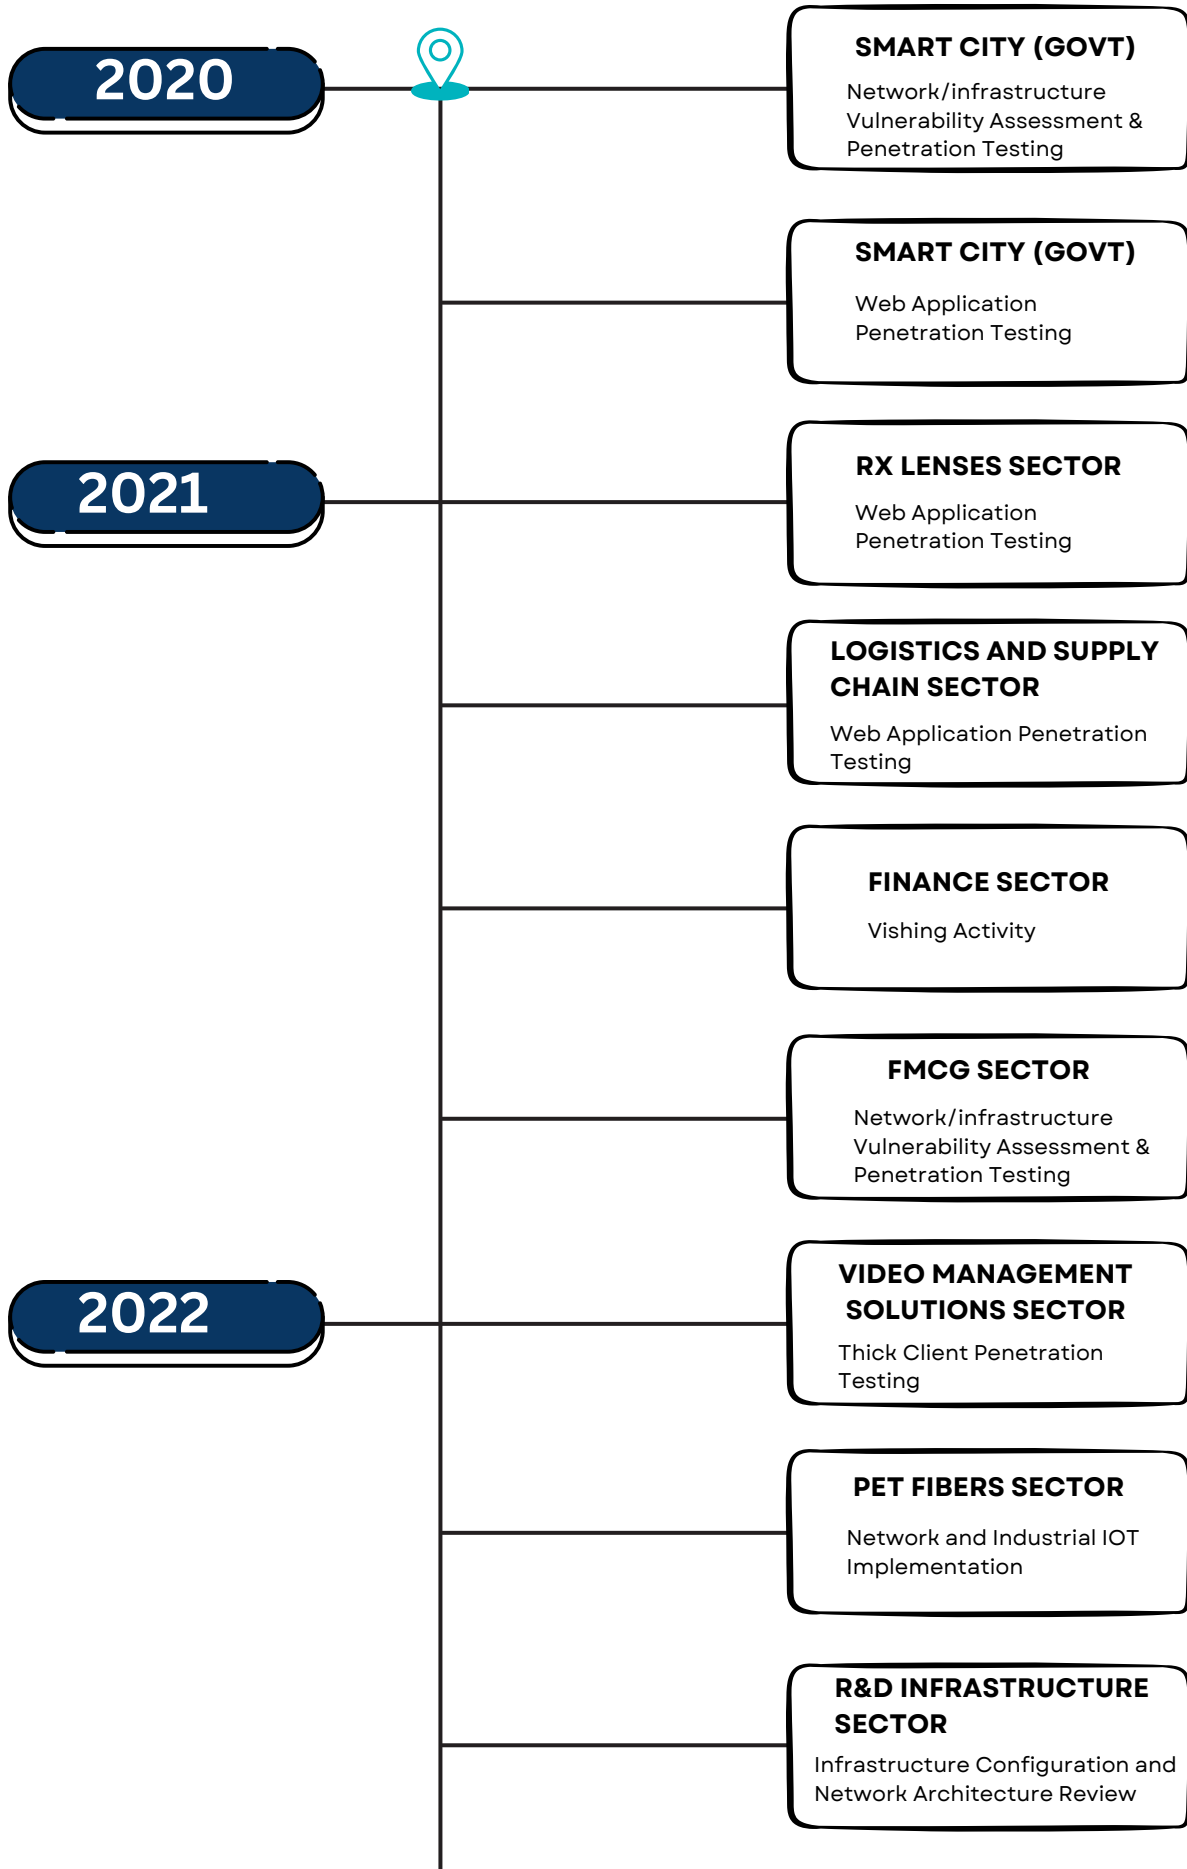 2020
SMART CITY (GOVT)
Network/infrastructure
Vulnerability Assessment &
Penetration Testing
SMART CITY (GOVT)
Web Application
Penetration Testing
2021
RX LENSES SECTOR
Web Application
Penetration Testing
LOGISTICS AND SUPPLY
CHAIN SECTOR
Web Application Penetration
Testing
FINANCE SECTOR
Vishing Activity
FMCG SECTOR
Network/infrastructure
Vulnerability Assessment &
Penetration Testing
2022
VIDEO MANAGEMENT
SOLUTIONS SECTOR
Thick Client Penetration
Testing
PET FIBERS SECTOR
Network and Industrial IOT
Implementation
R&D INFRASTRUCTURE
SECTOR
Infrastructure Configuration and
Network Architecture Review